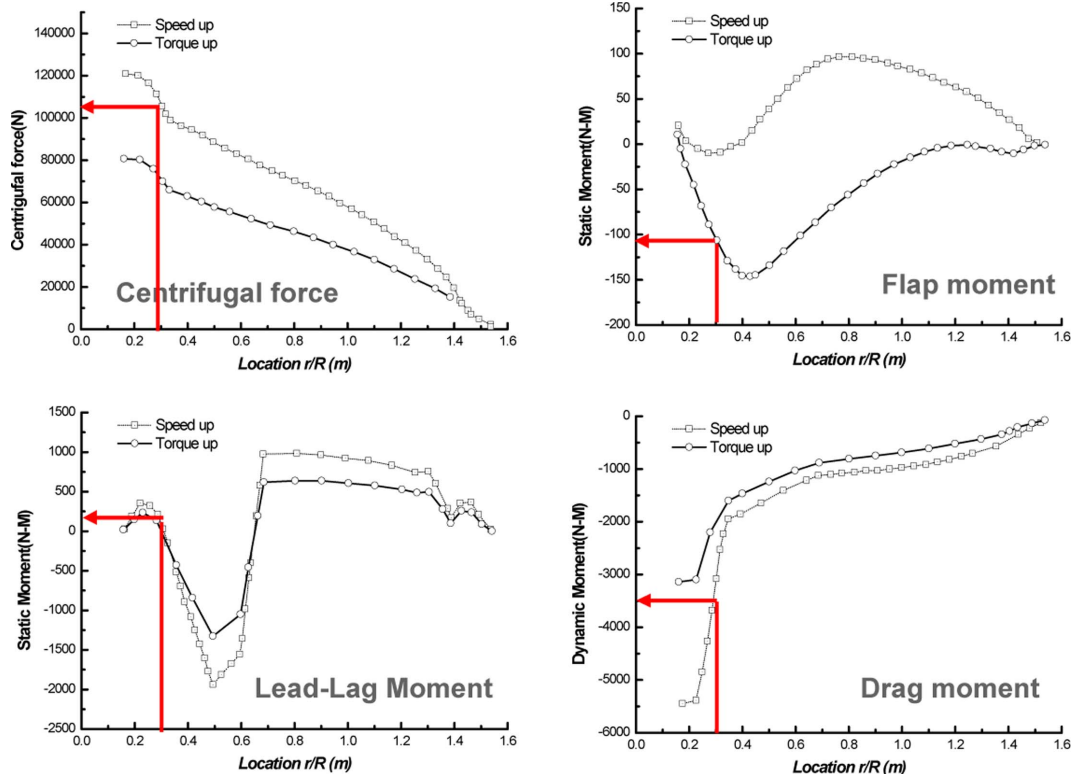 Speed up
Torque up
140000
120000
100000
80000
60000
40000
20000
0
Centrigufal force(N)
Centrifugal force
0.0 0.2 0.4 0.6 0.8 1.0 1.2 1.4 1.6
Location r/R (m)
Speed up
Torque up
150
100
50
0
-50
-100
-150
-200
Static Moment(N-M)
Flap moment
0.0 0.2 0.4 0.6 0.8 1.0 1.2 1.4 1.6
Location r/R (m)
Speed up
Torque up
1500
1000
500
0
-500
-1000
-1500
-2000
-2500
Static Moment(N-M)
Lead-Lag Moment
0.0 0.2 0.4 0.6 0.8 1.0 1.2 1.4 1.6
Location r/R (m)
Speed up
Torque up
0
-1000
-2000
-3000
-4000
-5000
-6000
Dynamic Moment(N-M)
Drag moment
0.0 0.2 0.4 0.6 0.8 1.0 1.2 1.4 1.6
Location r/R (m)